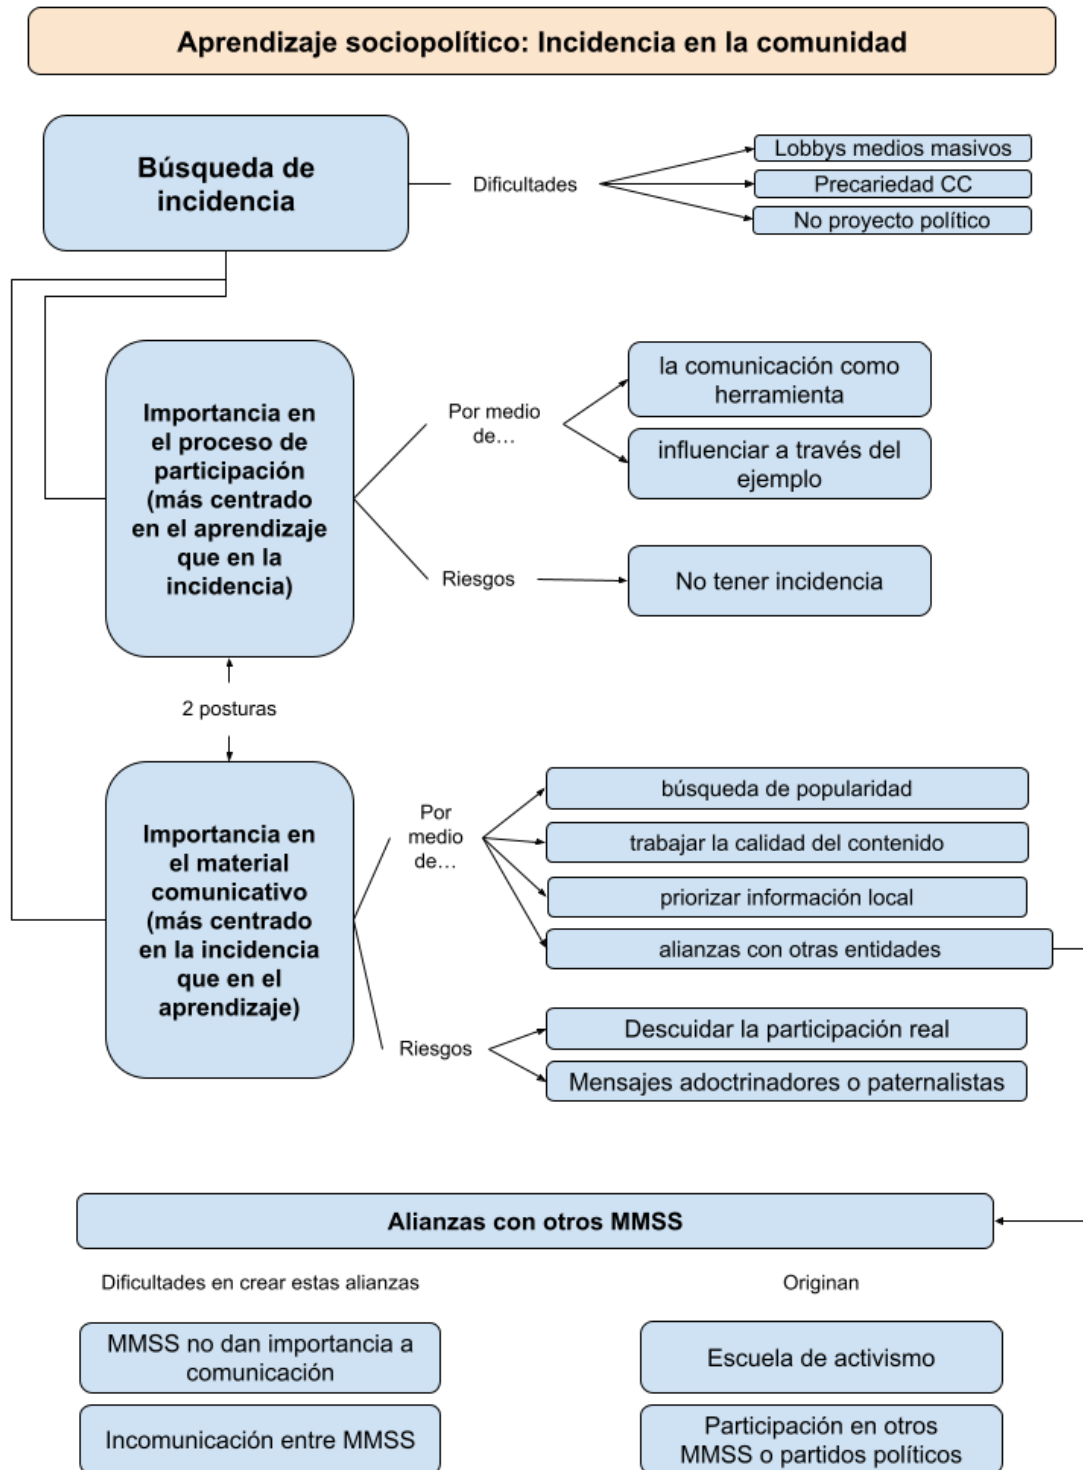 Aprendizaje sociopolítico: Incidencia en la comunidad
Búsqueda de
incidencia
Dificultades
Lobbys medios masivos
Precariedad CC
No proyecto político
Importancia en
el proceso de
participación
(más centrado
en el aprendizaje
que en la
incidencia)
Por medio
de...
la comunicación como
herramienta
influenciar a través del
ejemplo
Riesgos
No tener incidencia
2 posturas
Importancia en
el material
comunicativo
(más centrado
en la incidencia
que en el
aprendizaje)
Por
medio
de...
búsqueda de popularidad
trabajar la calidad del contenido
priorizar información local
alianzas con otras entidades
Riesgos
Descuidar la participación real
Mensajes adoctrinadores o paternalistas
Alianzas con otros MMSS
Dificultades en crear estas alianzas
MMSS no dan importancia a
comunicación
Incomunicación entre MMSS
Originan
Escuela de activismo
Participación en otros
MMSS o partidos políticos